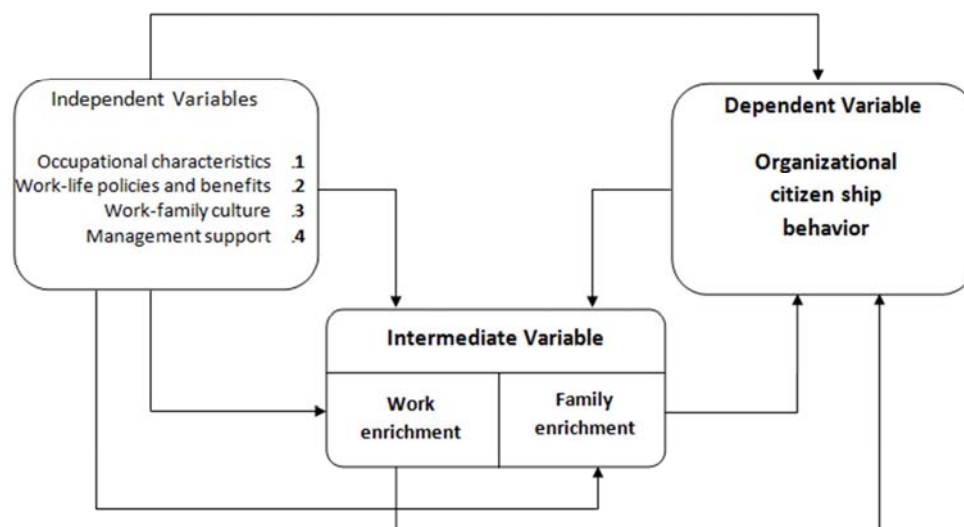 Independent Variables
Occupational characteristics .1
Work-life policies and benefits .2
Work-family culture .3
Management support .4
Dependent Variable
Organizational
citizen ship
behavior
Intermediate Variable
Work
enrichment
Family
enrichment